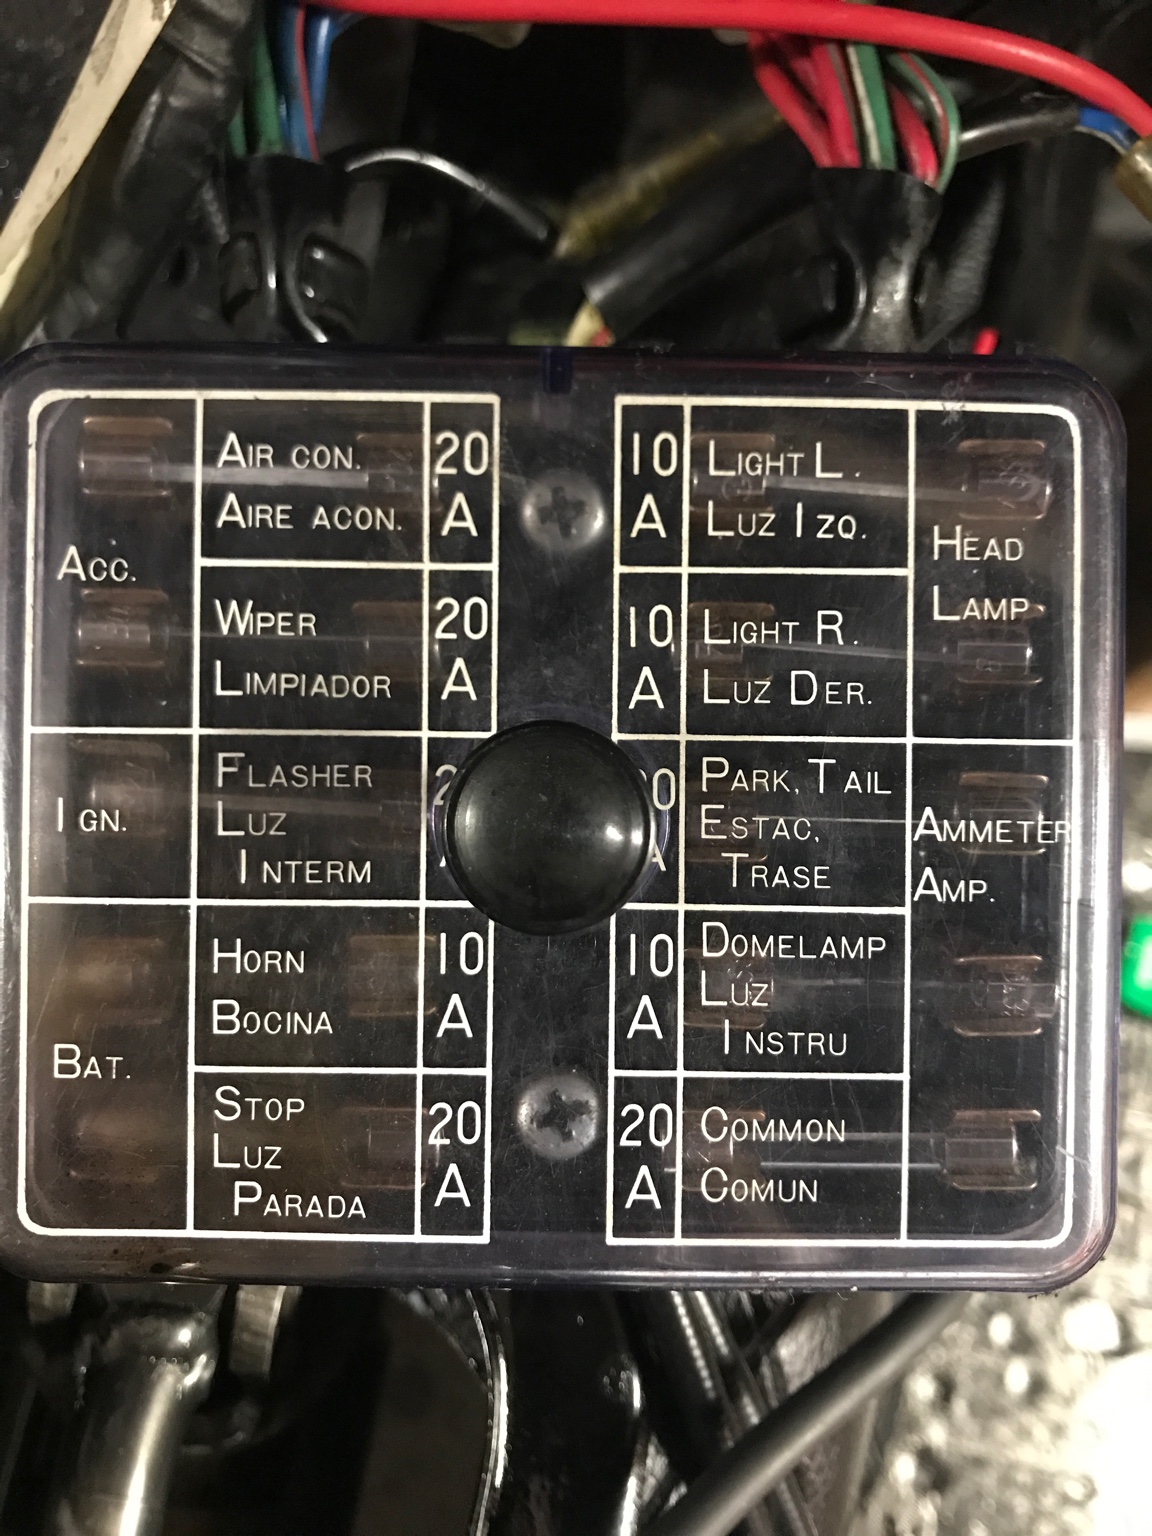 Acc.
Air con.
Aire acon.
20
A
Wiper
Limpiador
20
A
Ign.
Flasher
Luz
Interm
Bat.
Horn
Bocina
10
A
Stop
Luz
Parada
20
A
10
A
Light L.
Luz Izq.
Head
Lamp.
10
A
Light R.
Luz Der.
Park, Tail
Estac,
Trase
Ammeter
Amp.
10
A
Domelamp
Luz
Instru
20
A
Common
Comun